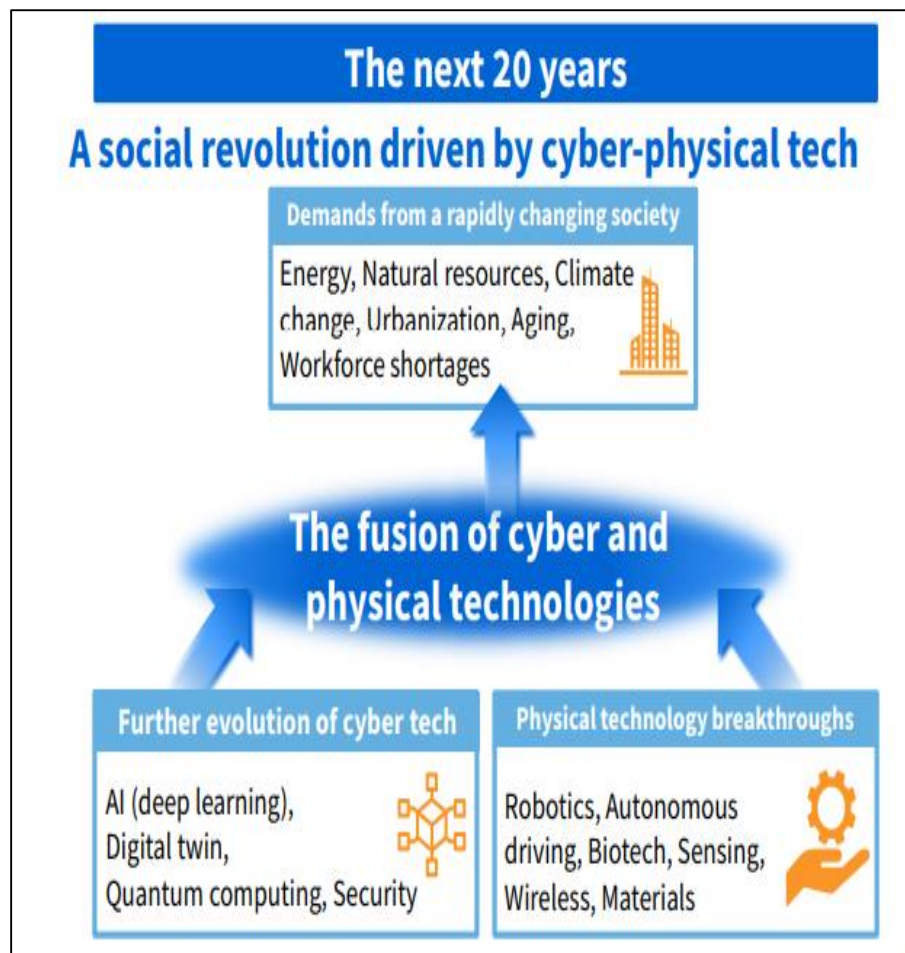 The next 20 years
A social revolution driven by cyber-physical tech
Demands from a rapidly changing society
Energy, Natural resources, Climate
change, Urbanization, Aging,
Workforce shortages
The fusion of cyber and
physical technologies
Further evolution of cyber tech
AI (deep learning),
Digital twin,
Quantum computing, Security
Physical technology breakthroughs
Robotics, Autonomous
driving, Biotech, Sensing,
Wireless, Materials